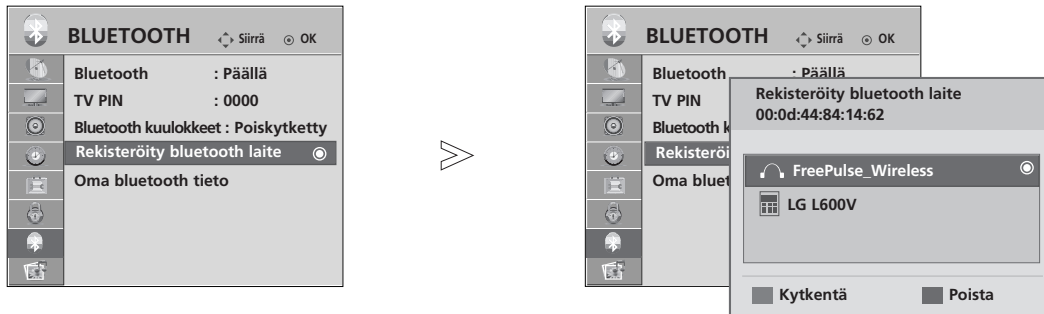 BLUETOOTH Siirrä OK
Bluetooth : Päällä
TV PIN : 0000
Bluetooth kuulokkeet : Poiskytketty
Rekisteröity bluetooth laite
Oma bluetooth tieto
BLUETOOTH Siirrä OK
Bluetooth : Päällä
TV PIN
Bluetooth k
Rekisteröi
Oma bluet
Rekisteröity bluetooth laite
00:0d:44:84:14:62
FreePulse_Wireless
LG L600V
Kytkentä Poista